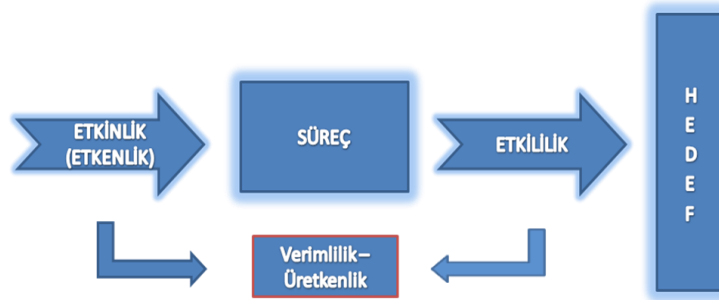 ETKİNLİK
(ETKENLİK)
SÜREÇ
ETKİLİLİK
H
E
D
E
F
Verimlilik–
Üretkenlik